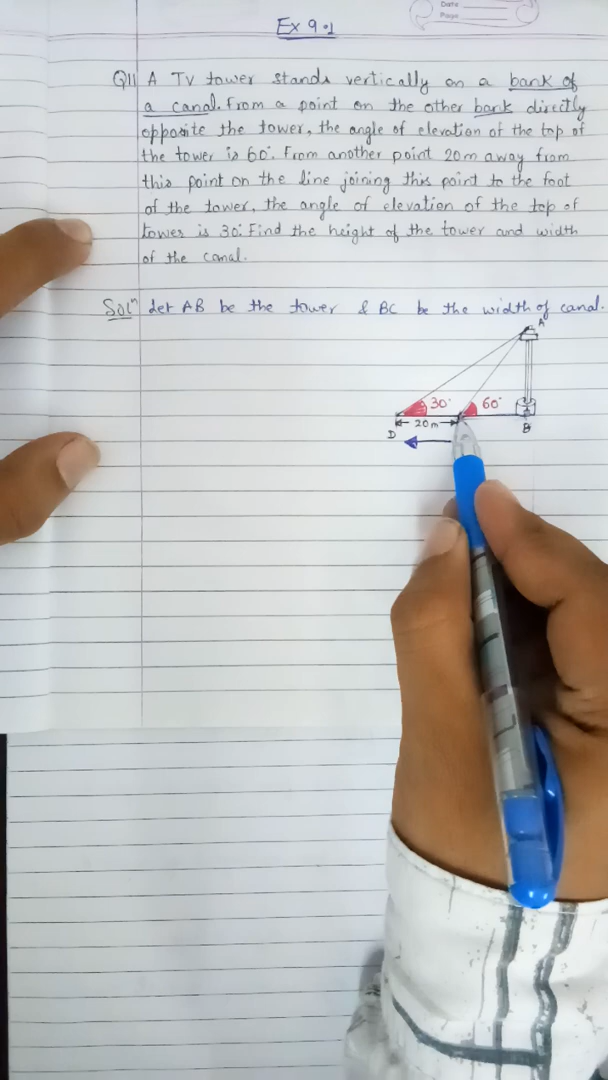 Date
Page
Ex 9.1
Q11 A TV tower stands vertically on a bank of
a canal. From a point on the other bank directly
opposite the tower, the angle of elevation of the top of
the tower is 60°. From another point 20m away from
this point on the line joining this point to the foot
of the tower, the angle of elevation of the top of
tower is 30°. Find the height of the tower and width
of the canal.
Solⁿ Let AB be the tower & BC be the width of canal.
A
30° 60°
20m
D B